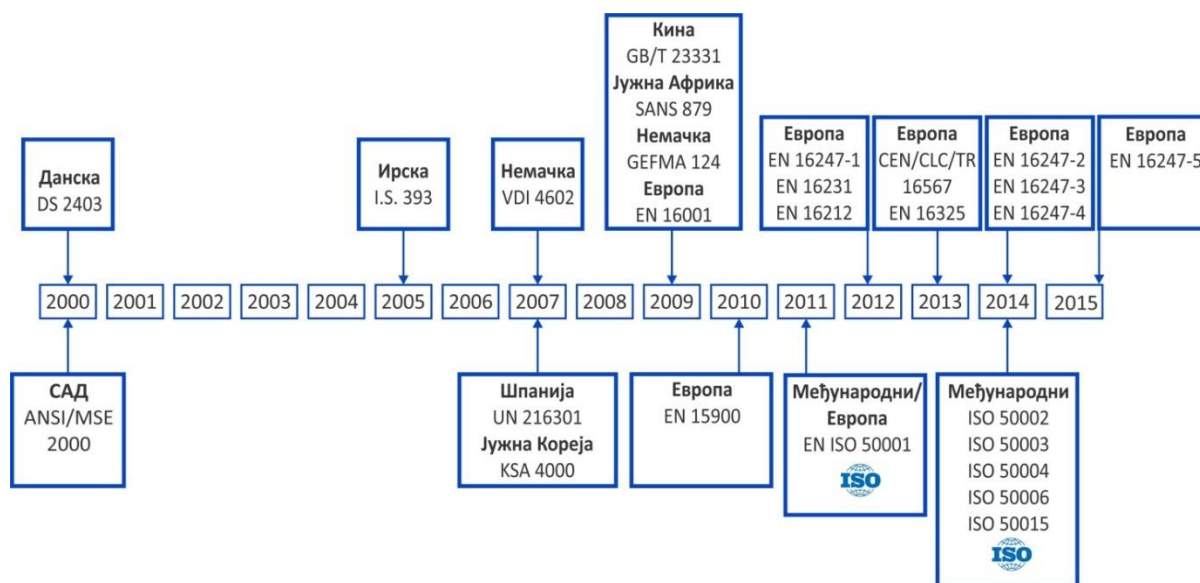 Кина
GB/T 23331
Јужна Африка
SANS 879
Немачка
GEFMA 124
Европа
EN 16001
Данска
DS 2403
Ирска
I.S. 393
Немачка
VDI 4602
Европа
EN 16247-1
EN 16231
EN 16212
Европа
CEN/CLC/TR
16567
EN 16325
Европа
EN 16247-2
EN 16247-3
EN 16247-4
Европа
EN 16247-5
2000
2001
2002
2003
2004
2005
2006
2007
2008
2009
2010
2011
2012
2013
2014
2015
САД
ANSI/MSE
2000
Шпанија
UN 216301
Јужна Кореја
KSA 4000
Европа
EN 15900
Међународни/
Европа
EN ISO 50001
ISO
Међународни
ISO 50002
ISO 50003
ISO 50004
ISO 50006
ISO 50015
ISO